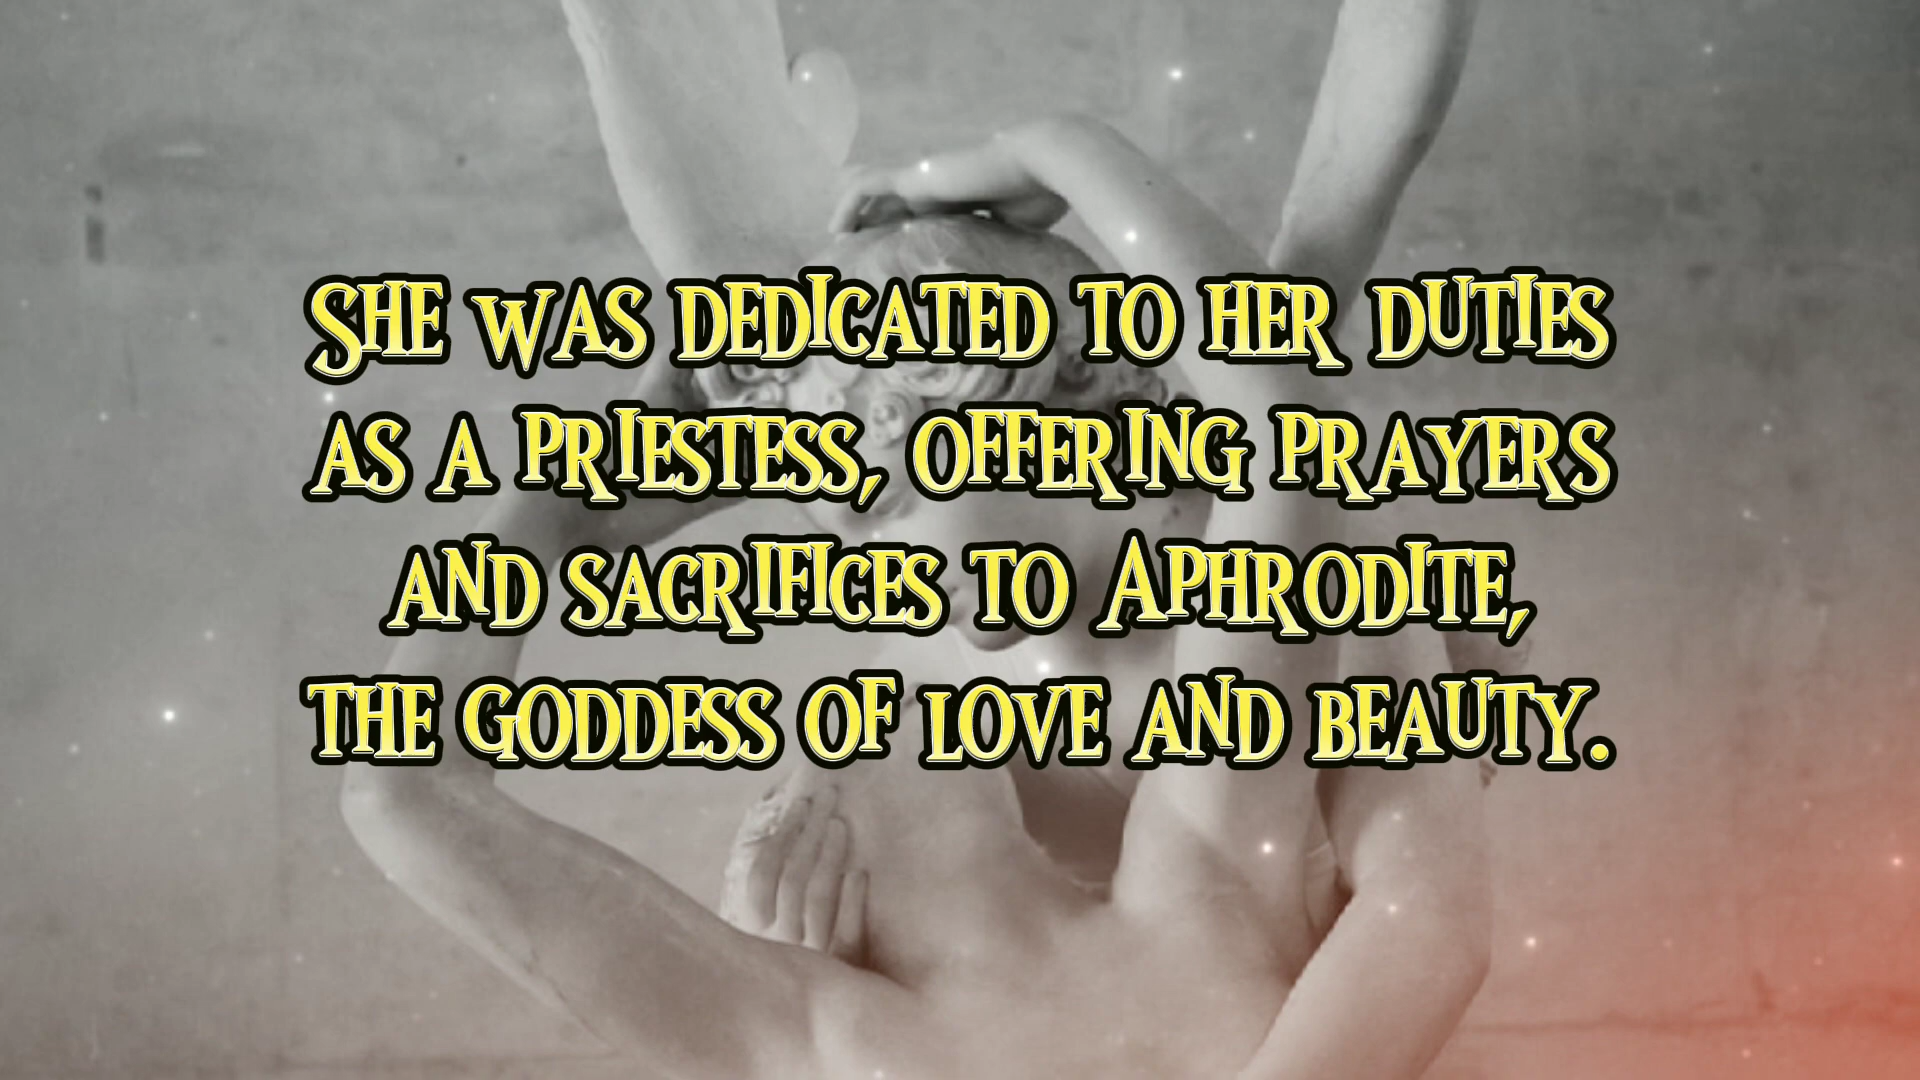 She was dedicated to her duties
as a priestess, offering prayers
and sacrifices to Aphrodite,
the goddess of love and beauty.